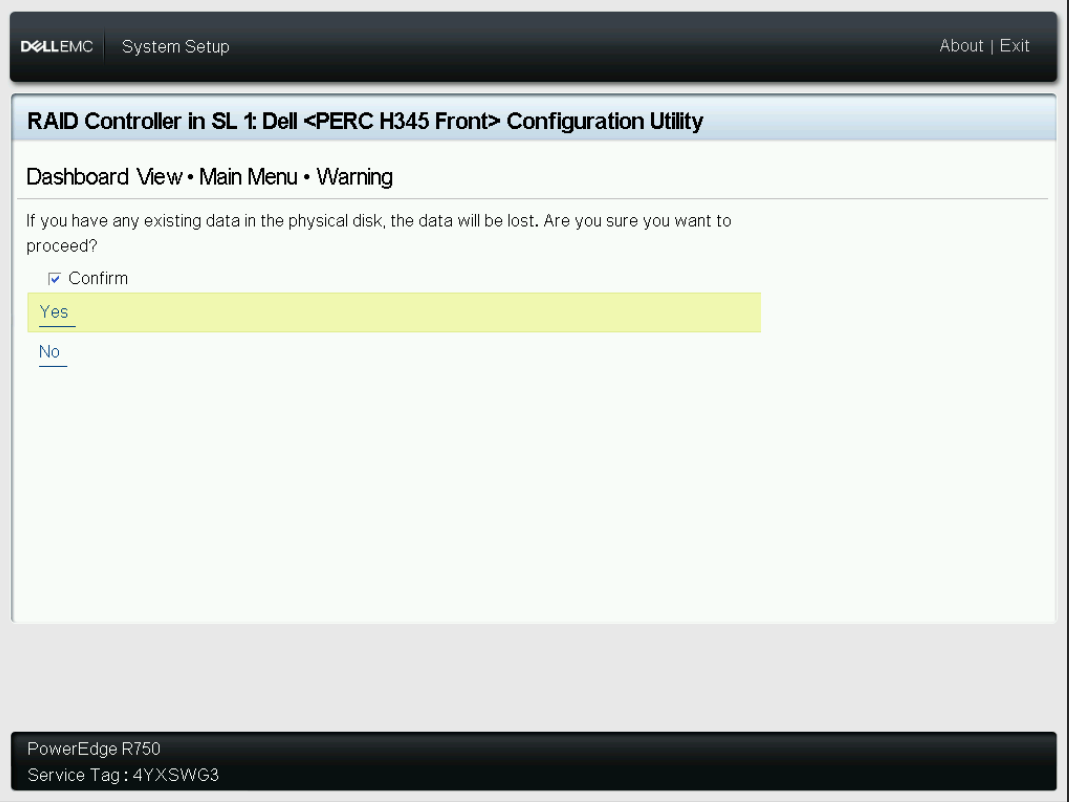 DELLEMC System Setup About | Exit
RAID Controller in SL 1: Dell <PERC H345 Front> Configuration Utility
Dashboard View • Main Menu • Warning
If you have any existing data in the physical disk, the data will be lost. Are you sure you want to
proceed?
Confirm
Yes
No
PowerEdge R750
Service Tag : 4YXSWG3